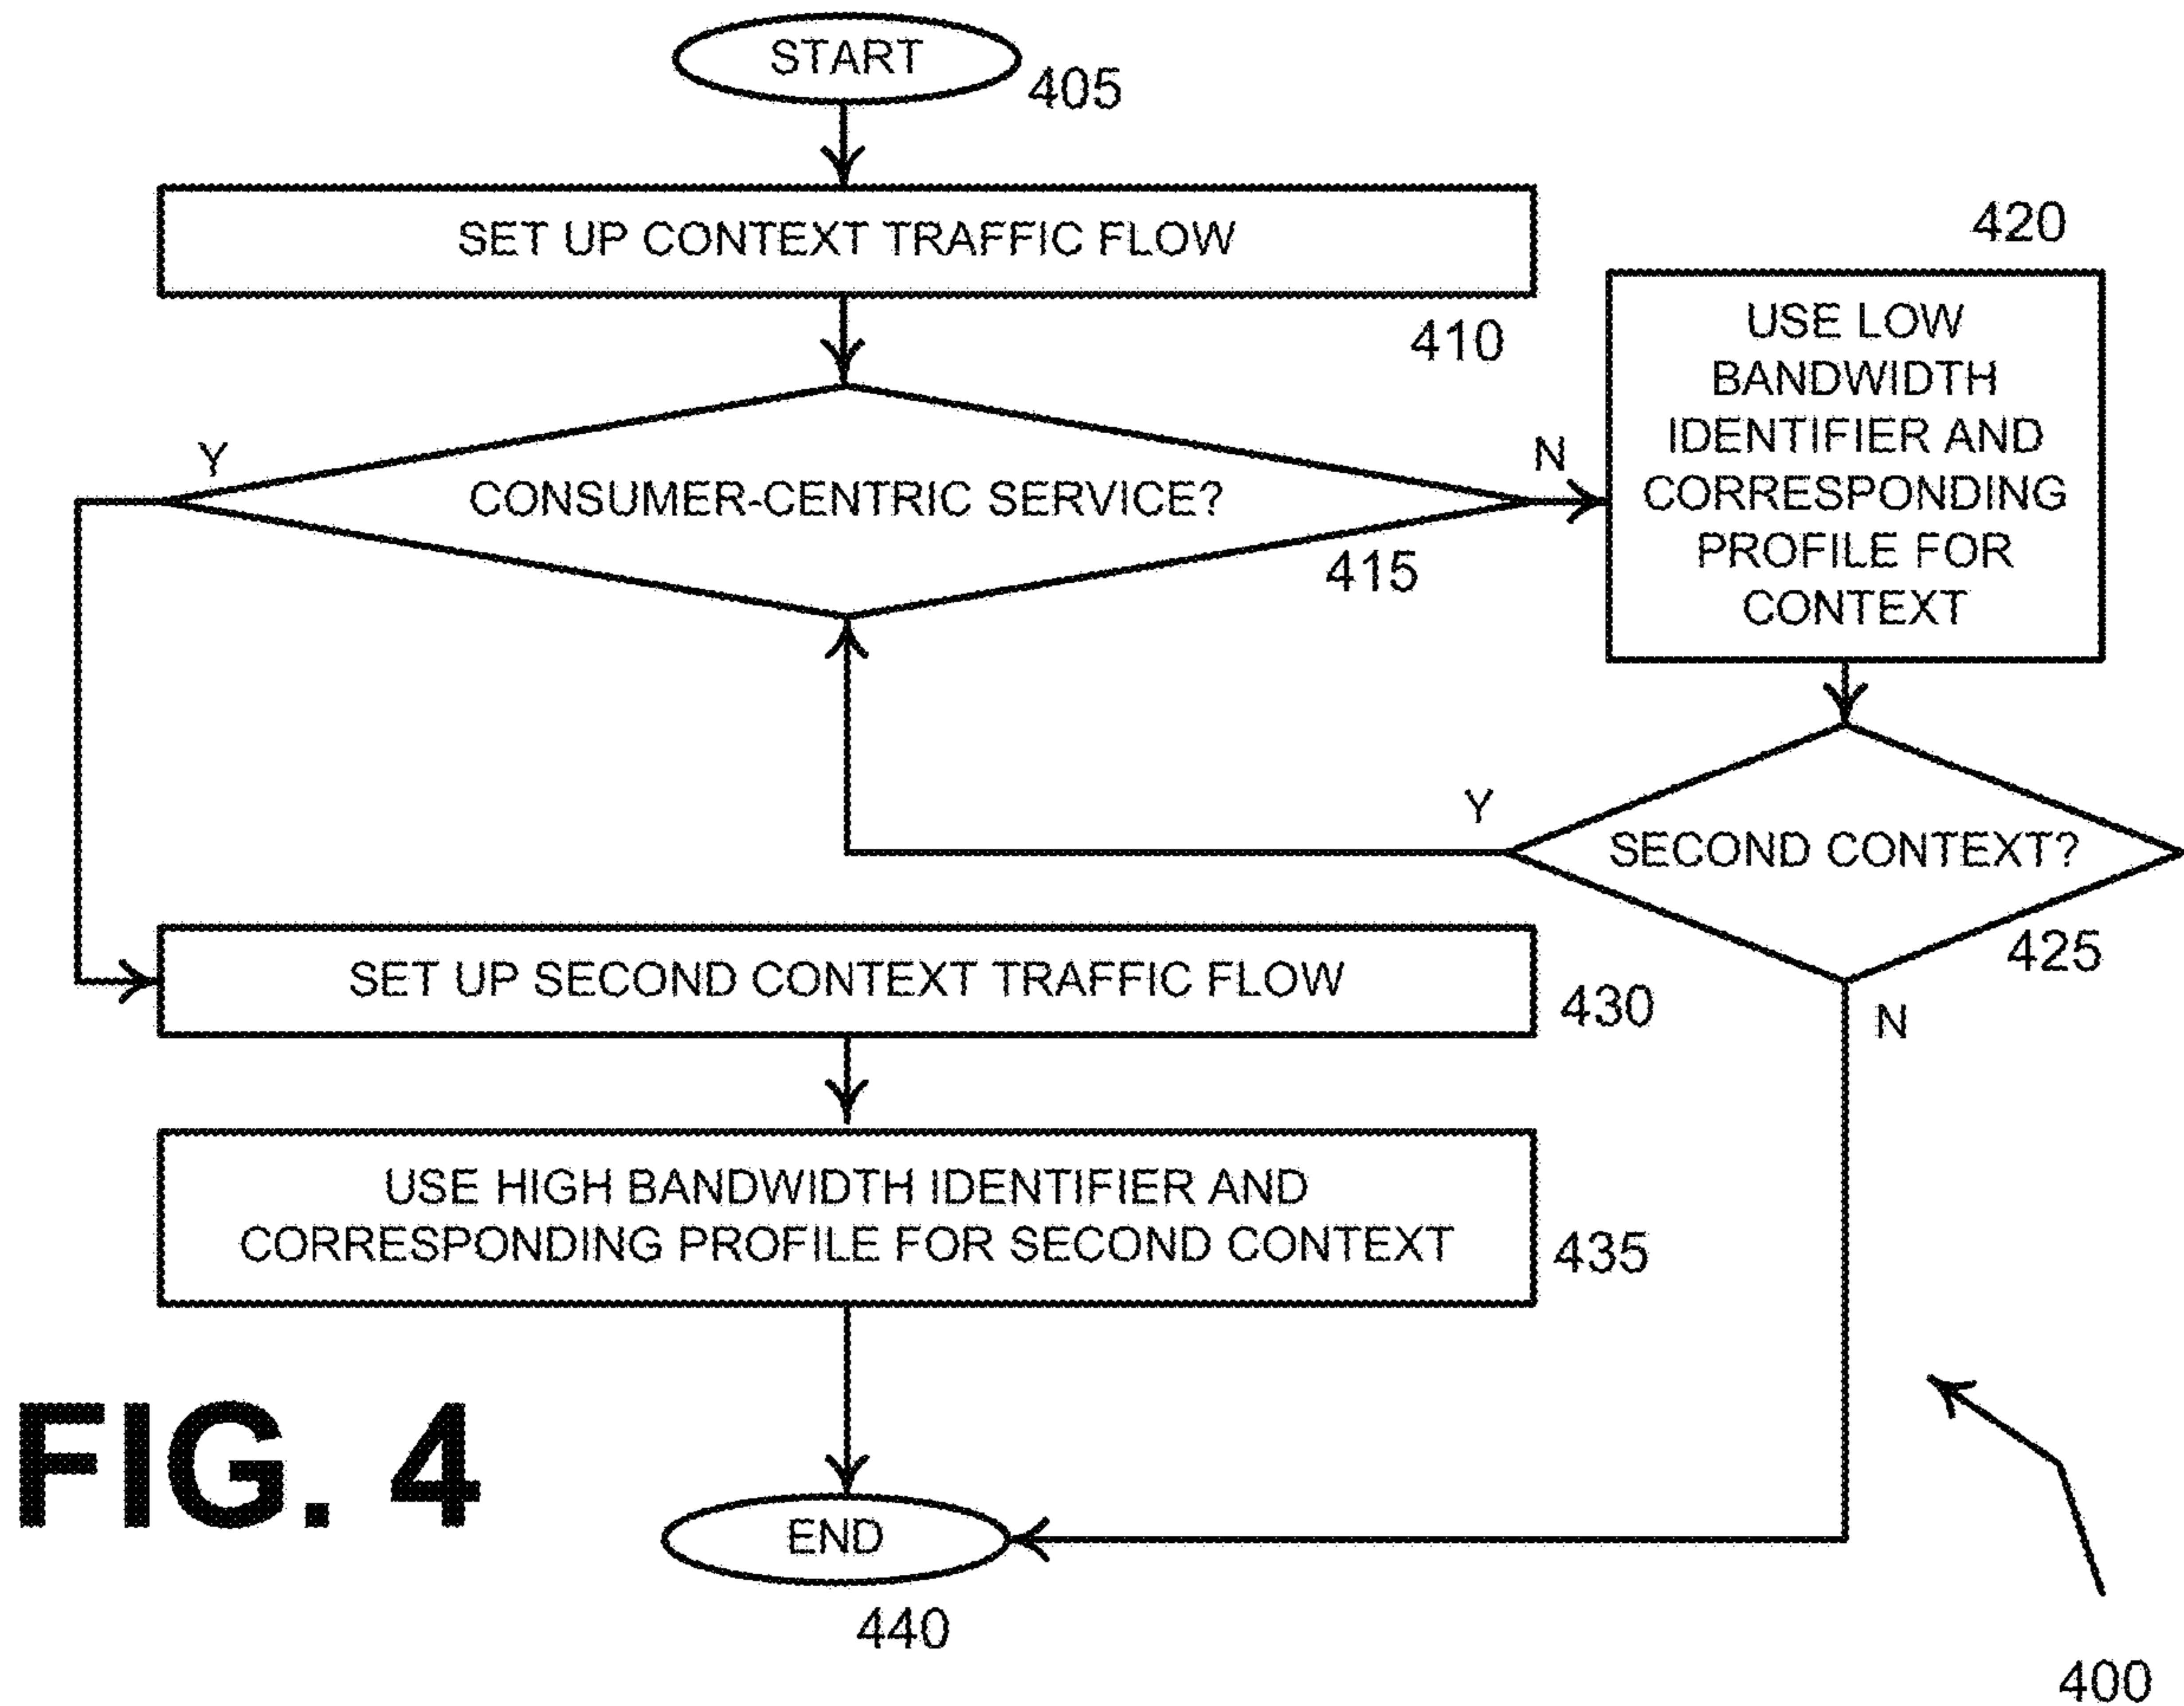 START
405
SET UP CONTEXT TRAFFIC FLOW
410
420
USE LOW
BANDWIDTH
IDENTIFIER AND
CORRESPONDING
PROFILE FOR
CONTEXT
Y
CONSUMER-CENTRIC SERVICE?
N
415
Y
SECOND CONTEXT?
425
N
SET UP SECOND CONTEXT TRAFFIC FLOW
430
USE HIGH BANDWIDTH IDENTIFIER AND
CORRESPONDING PROFILE FOR SECOND CONTEXT
435
FIG. 4
END
440
400